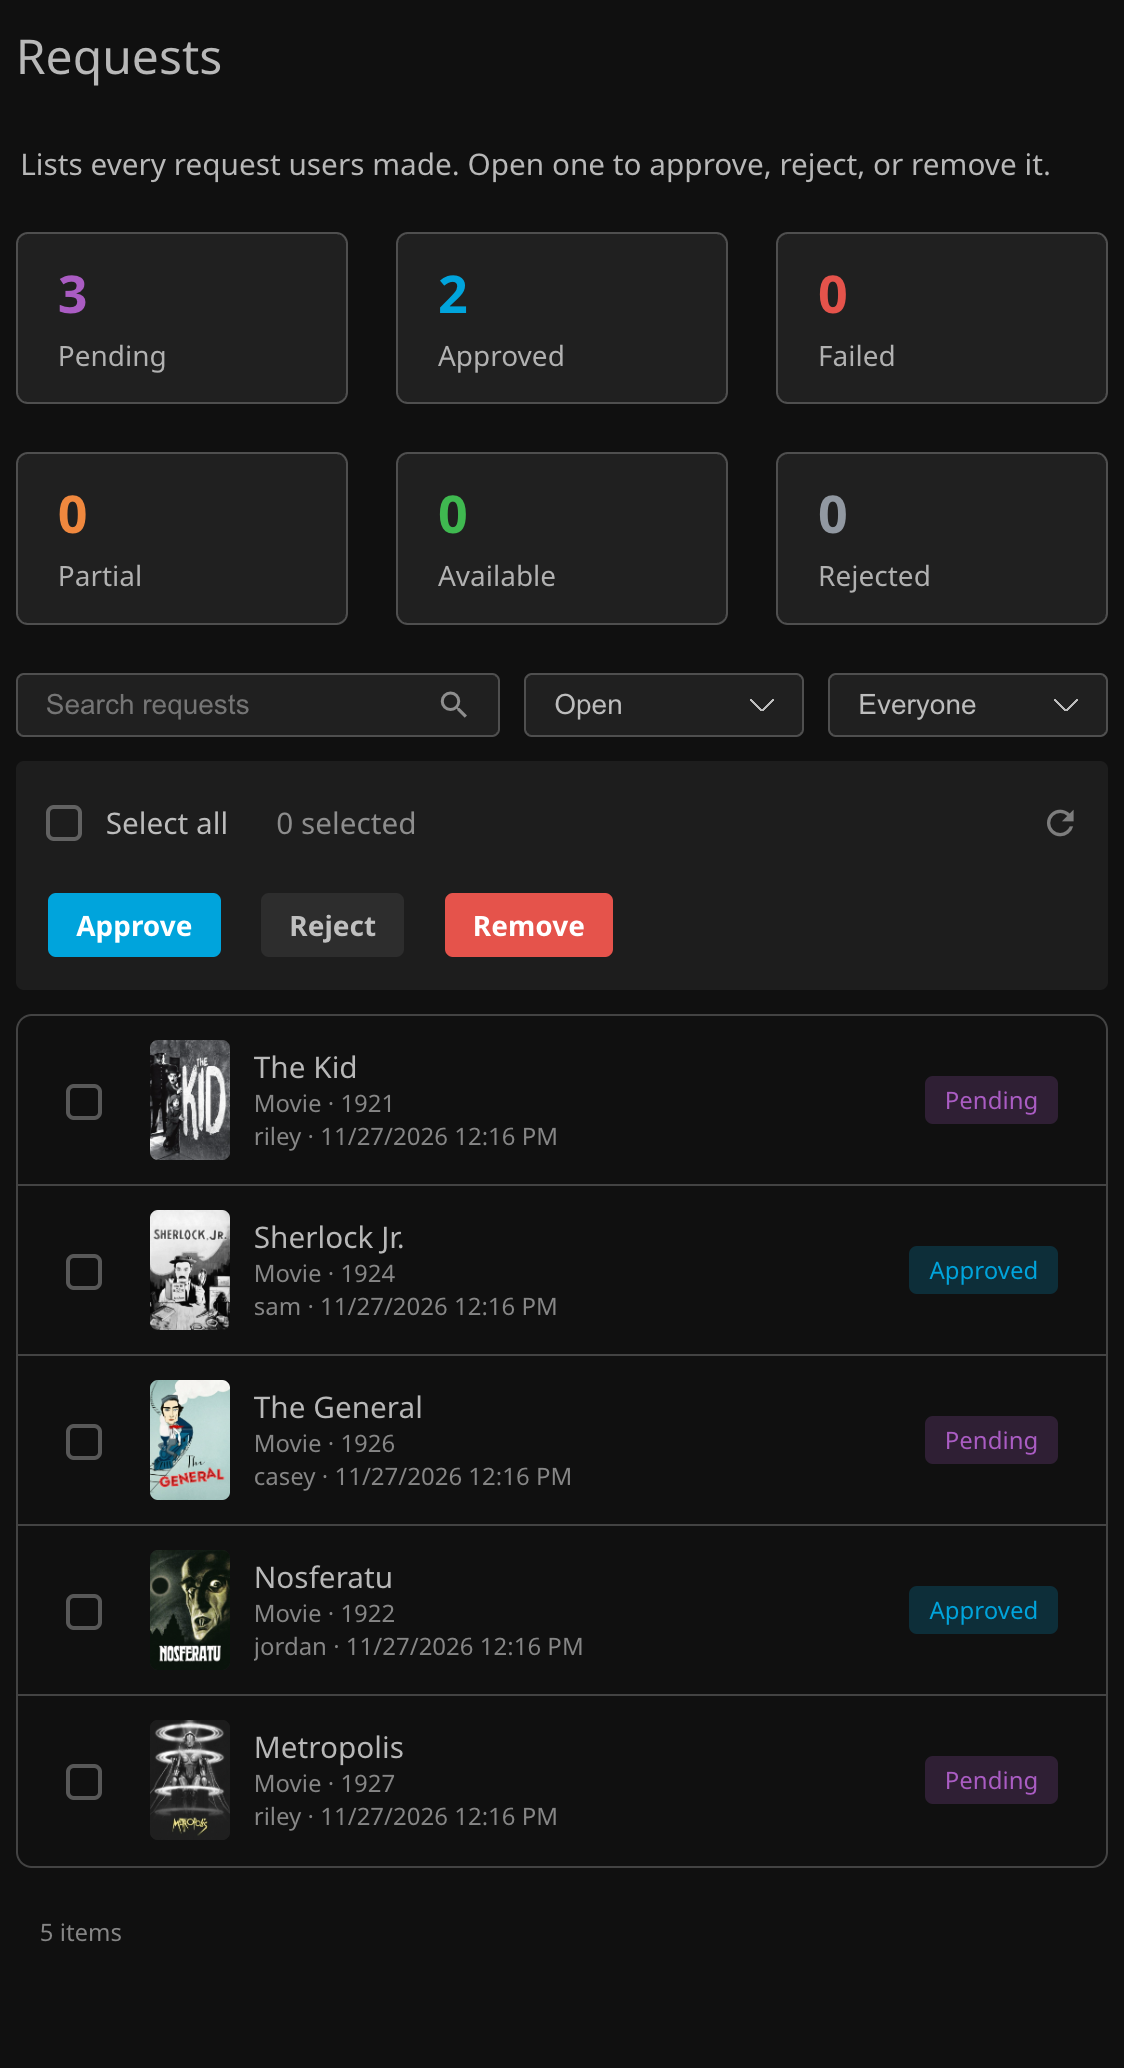 Requests
Lists every request users made. Open one to approve, reject, or remove it.
3
Pending
2
Approved
0
Failed
0
Partial
0
Available
0
Rejected
Search requests
Open
Everyone
Select all
0 selected
Approve
Reject
Remove
THE
KID
The Kid
Movie · 1921
riley · 11/27/2026 12:16 PM
Pending
SHERLOCK, JR.
Sherlock Jr.
Movie · 1924
sam · 11/27/2026 12:16 PM
Approved
The
GENERAL
The General
Movie · 1926
casey · 11/27/2026 12:16 PM
Pending
NOSFERATU
Nosferatu
Movie · 1922
jordan · 11/27/2026 12:16 PM
Approved
METROPOLIS
Metropolis
Movie · 1927
riley · 11/27/2026 12:16 PM
Pending
5 items